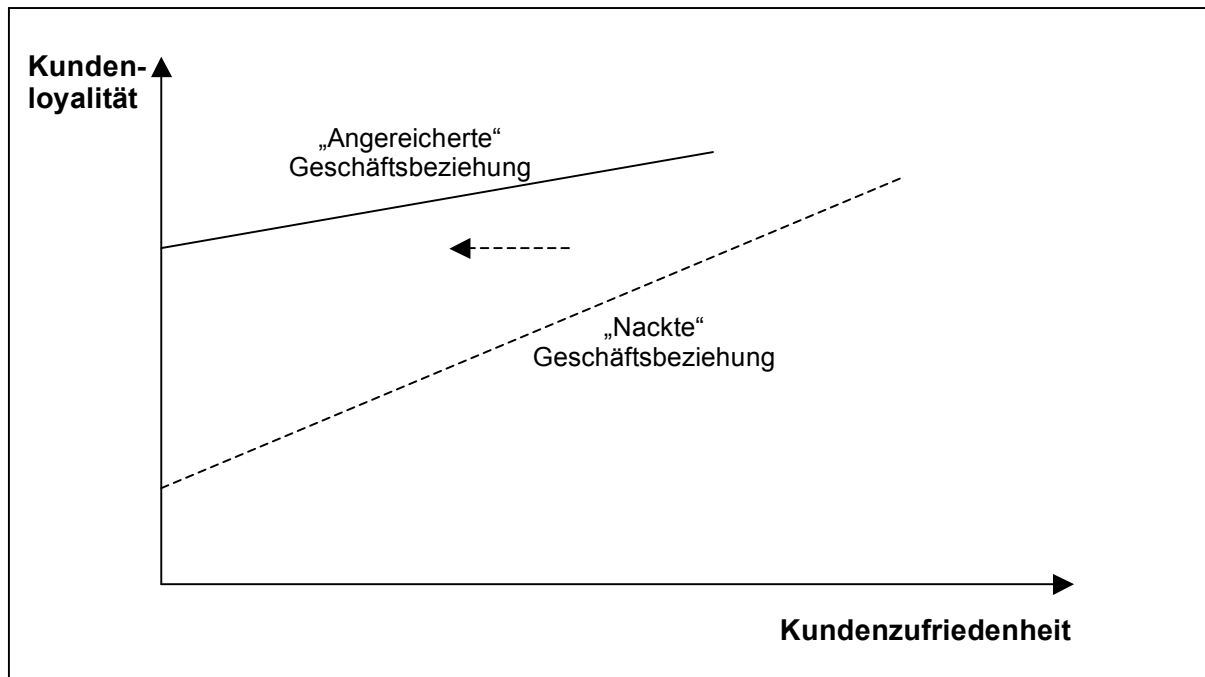 Kunden-
loyalität
„Angereicherte“
Geschäftsbeziehung
„Nackte“
Geschäftsbeziehung
Kundenzufriedenheit